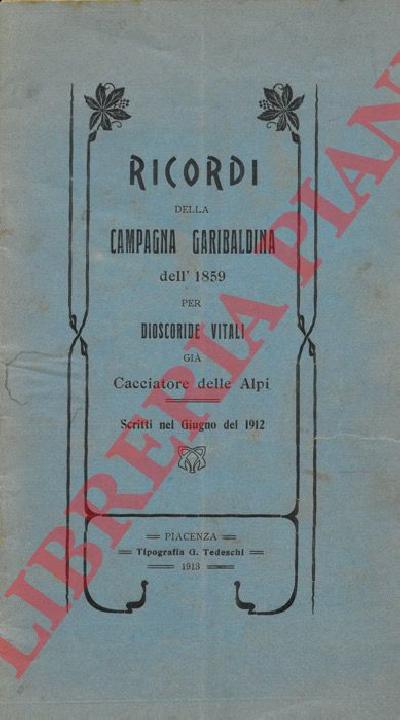 RICORDI
DELLA
CAMPAGNA GARIBALDINA
dell' 1859
PER
DIOSCORIDE VITALI
GIÀ
Cacciatore delle Alpi
Scritti nel Giugno del 1912
PIACENZA
Tipografia G. Tedeschi
1913
LIBRERIA PIANI